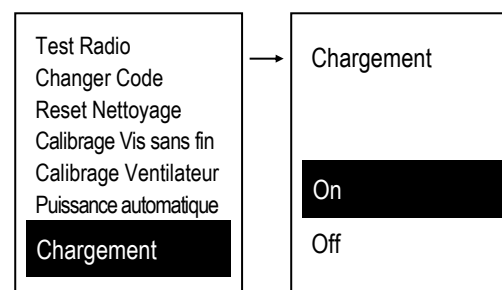 Test Radio
Changer Code
Reset Nettoyage
Calibrage Vis sans fin
Calibrage Ventilateur
Puissance automatique
Chargement
Chargement
On
Off